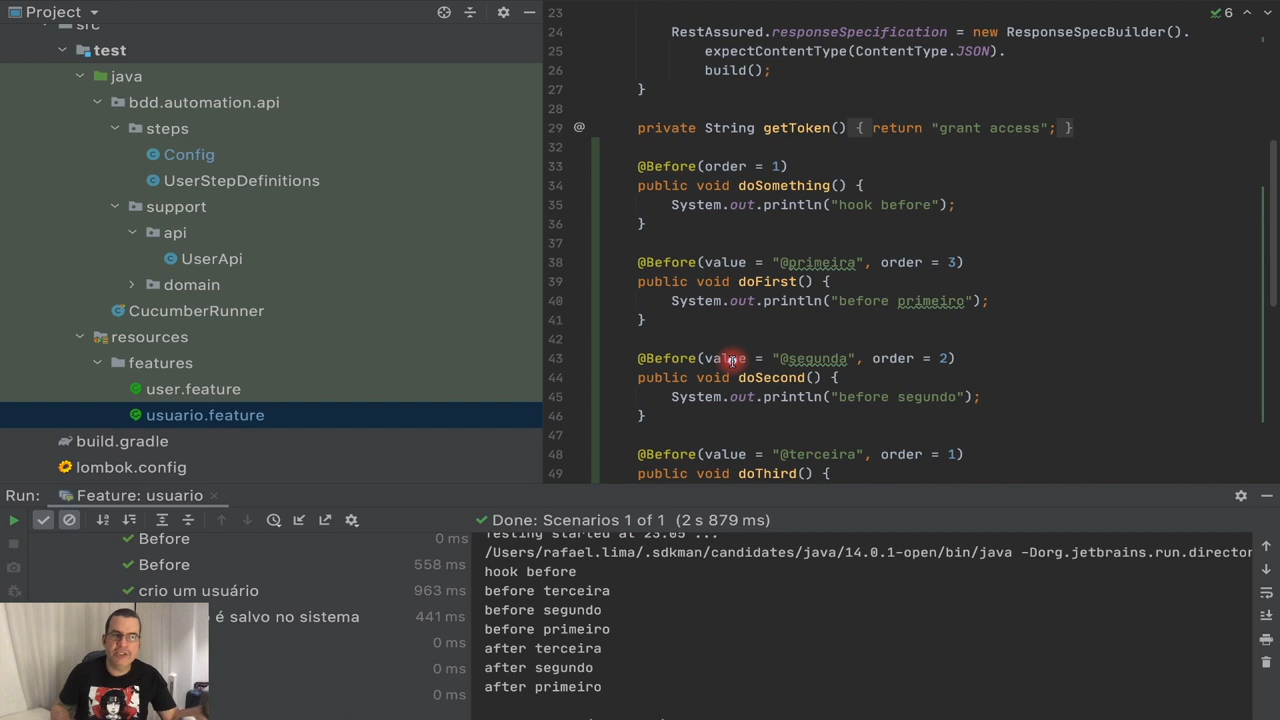 Project
src
test
java
bdd.automation.api
steps
Config
UserStepDefinitions
support
api
UserApi
domain
CucumberRunner
resources
features
user.feature
usuario.feature
build.gradle
lombok.config
6
23
24 RestAssured.responseSpecification = new ResponseSpecBuilder().
25 expectContentType(ContentType.JSON).
26 build();
27 }
28
29 @ private String getToken() { return "grant access"; }
32
33 @Before(order = 1)
34 public void doSomething() {
35 System.out.println("hook before");
36 }
37
38 @Before(value = "@primeira", order = 3)
39 public void doFirst() {
40 System.out.println("before primeiro");
41 }
42
43 @Before(value = "@segunda", order = 2)
44 public void doSecond() {
45 System.out.println("before segundo");
46 }
47
48 @Before(value = "@terceira", order = 1)
49 public void doThird() {
Run: Feature: usuario
Done: Scenarios 1 of 1 (2 s 879 ms)
Before 0 ms
Before 558 ms
crio um usuário 963 ms
é salvo no sistema 441 ms
0 ms
0 ms
0 ms
Testing started at 23:05 ...
/Users/rafael.lima/.sdkman/candidates/java/14.0.1-open/bin/java -Dorg.jetbrains.run.director
hook before
before terceira
before segundo
before primeiro
after terceira
after segundo
after primeiro